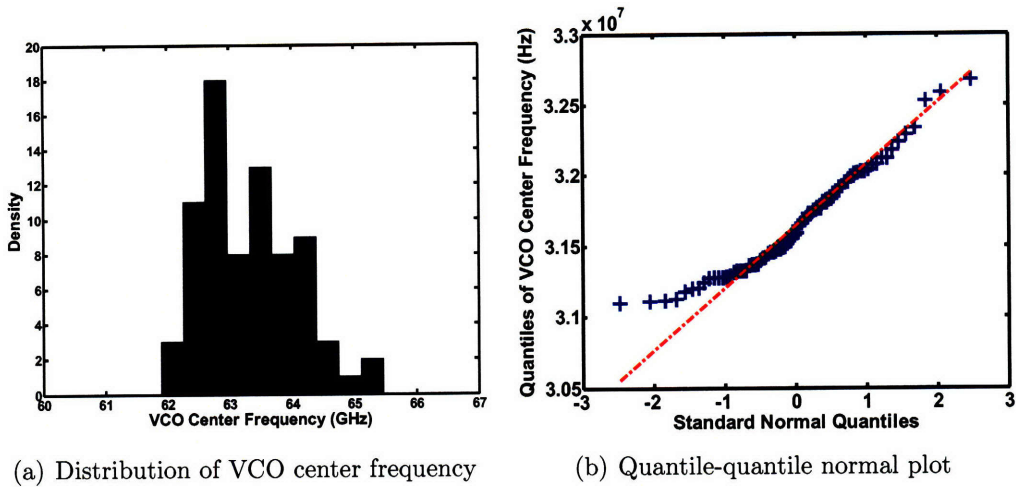 20
18
16
14
12
10
8
6
4
2
0
Density
60 61 62 63 64 65 66 67
VCO Center Frequency (GHz)
(a) Distribution of VCO center frequency
x 10^7
3.3
3.25
3.2
3.15
3.1
3.05
Quantiles of VCO Center Frequency (Hz)
-3 -2 -1 0 1 2 3
Standard Normal Quantiles
(b) Quantile-quantile normal plot